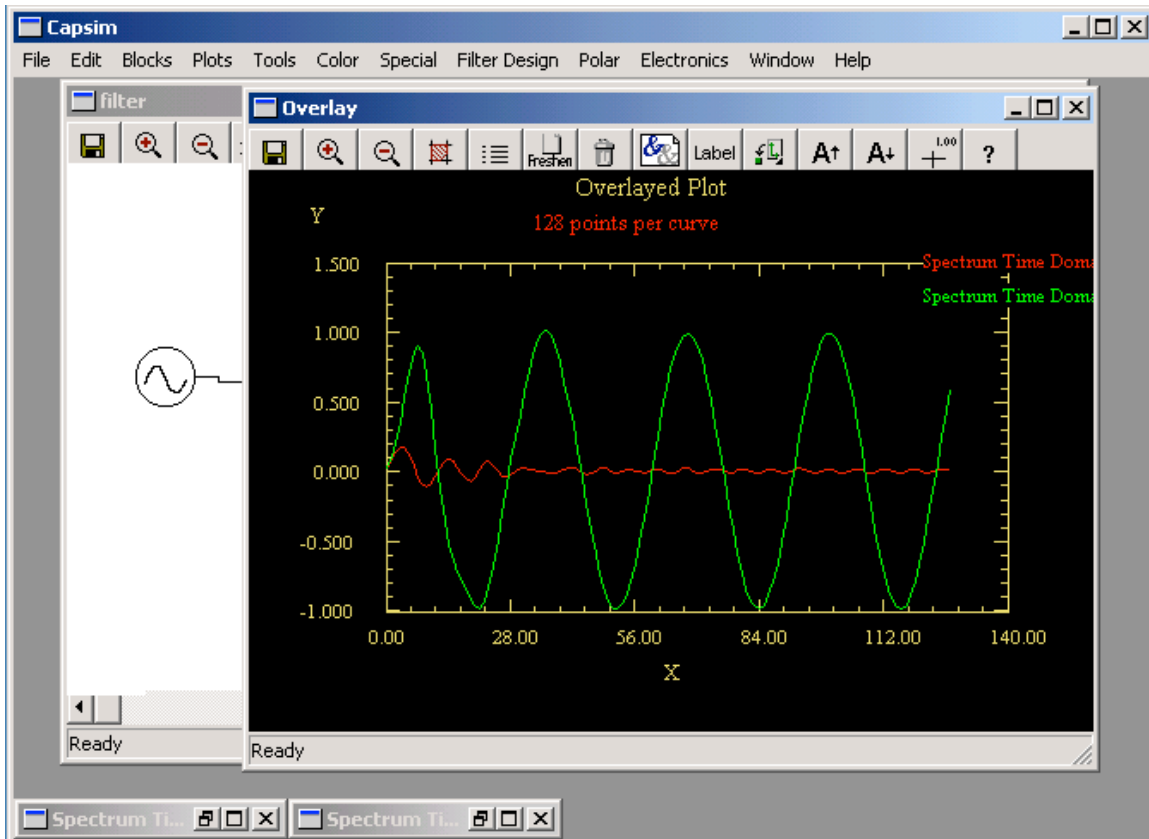 Capsim
File Edit Blocks Plots Tools Color Special Filter Design Polar Electronics Window Help
filter
Overlay
Freshen && Label A A 1.00 ?
Overlayed Plot
Y
128 points per curve
Spectrum Time Doma
Spectrum Time Doma
1.500
1.000
0.500
0.000
-0.500
-1.000
0.00 28.00 56.00 84.00 112.00 140.00
X
Ready
Ready
Spectrum Ti...
Spectrum Ti...